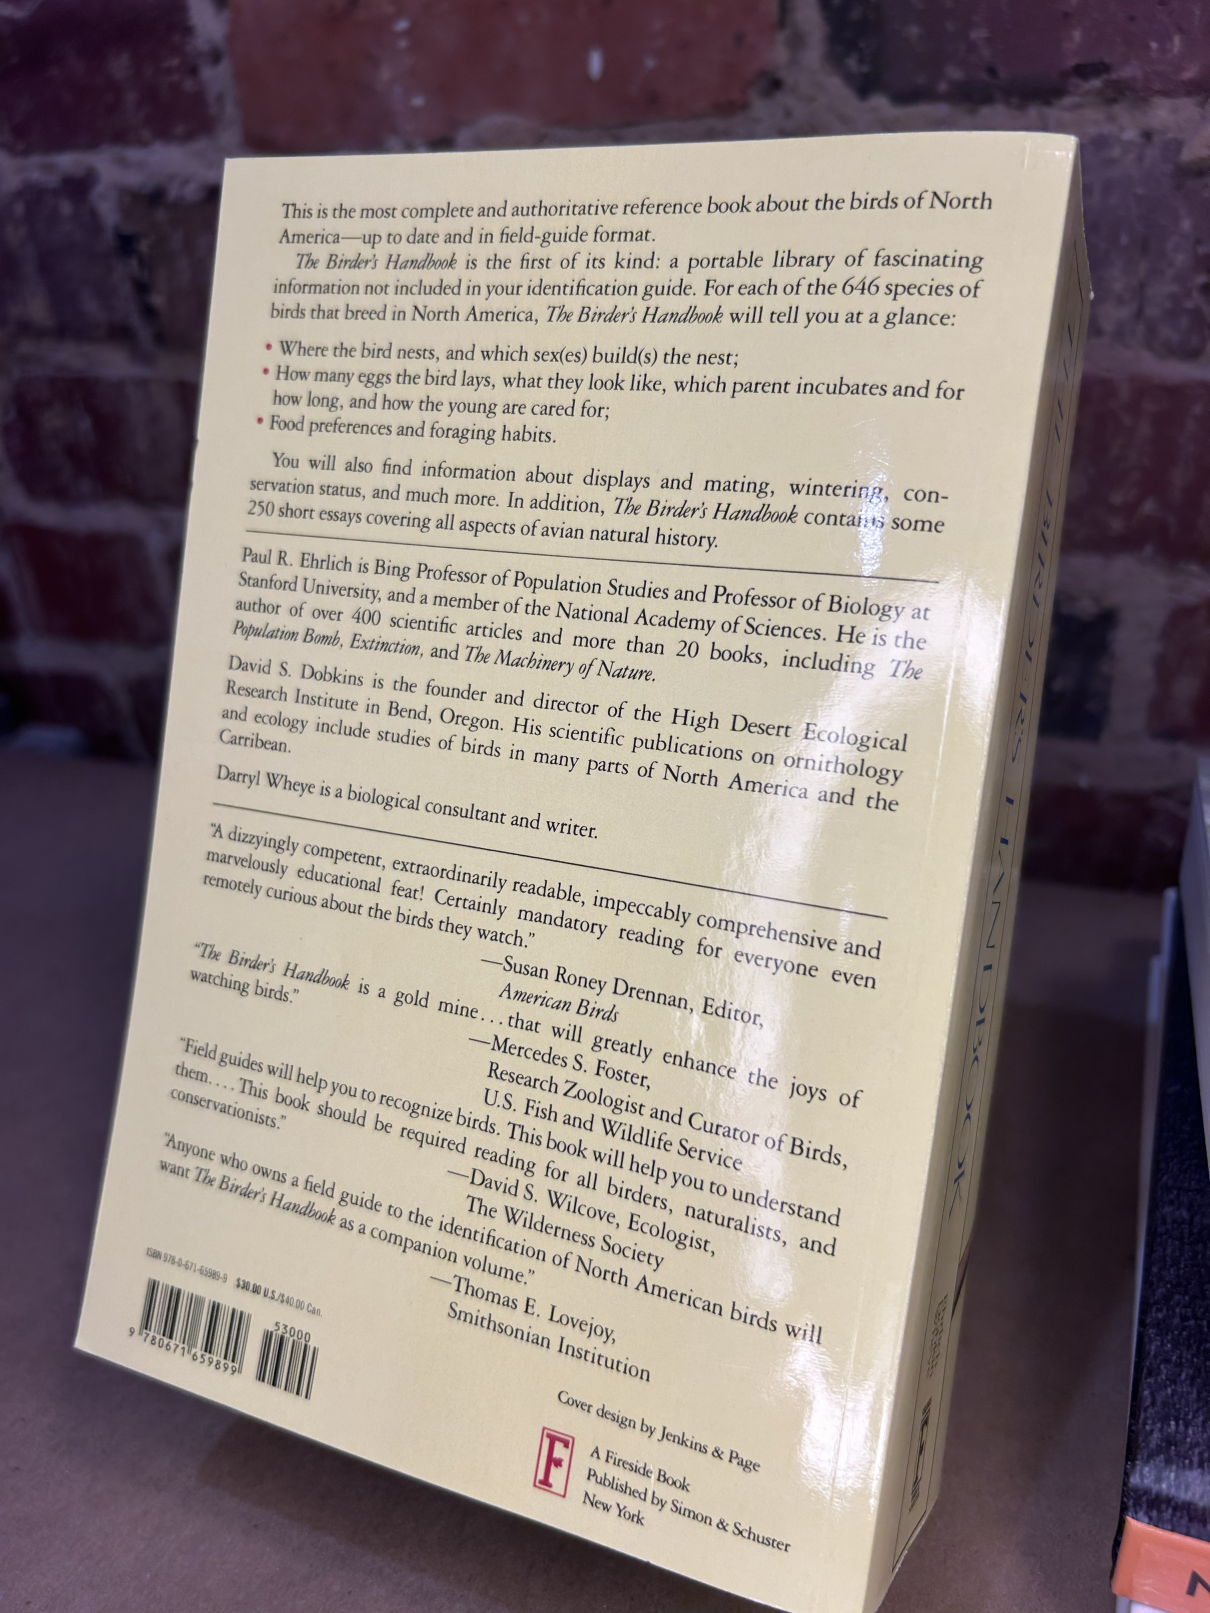 This is the most complete and authoritative reference book about the birds of North
America—up to date and in field-guide format.
The Birder's Handbook is the first of its kind: a portable library of fascinating
information not included in your identification guide. For each of the 646 species of
birds that breed in North America, The Birder's Handbook will tell you at a glance:
• Where the bird nests, and which sex(es) build(s) the nest;
• How many eggs the bird lays, what they look like, which parent incubates and for
how long, and how the young are cared for;
• Food preferences and foraging habits.
You will also find information about displays and mating, wintering, con-
servation status, and much more. In addition, The Birder's Handbook contains some
250 short essays covering all aspects of avian natural history.
Paul R. Ehrlich is Bing Professor of Population Studies and Professor of Biology at
Stanford University, and a member of the National Academy of Sciences. He is the
author of over 400 scientific articles and more than 20 books, including The
Population Bomb, Extinction, and The Machinery of Nature.
David S. Dobkins is the founder and director of the High Desert Ecological
Research Institute in Bend, Oregon. His scientific publications on ornithology
and ecology include studies of birds in many parts of North America and the
Carribean.
Darryl Wheye is a biological consultant and writer.
"A dizzyingly competent, extraordinarily readable, impeccably comprehensive and
marvelously educational feat! Certainly mandatory reading for everyone even
remotely curious about the birds they watch."
—Susan Roney Drennan, Editor,
American Birds
"The Birder's Handbook is a gold mine...that will greatly enhance the joys of
watching birds."
—Mercedes S. Foster,
Research Zoologist and Curator of Birds,
U.S. Fish and Wildlife Service
"Field guides will help you to recognize birds. This book will help you to understand
them....This book should be required reading for all birders, naturalists, and
conservationists."
—David S. Wilcove, Ecologist,
The Wilderness Society
"Anyone who owns a field guide to the identification of North American birds will
want The Birder's Handbook as a companion volume."
—Thomas E. Lovejoy,
Smithsonian Institution
ISBN 978-0-671-65989-9 $30.00 U.S./$40.00 Can.
53000
9 780671 659899
Cover design by Jenkins & Page
F
A Fireside Book
Published by Simon & Schuster
New York
THE BIRDER'S HANDBOOK